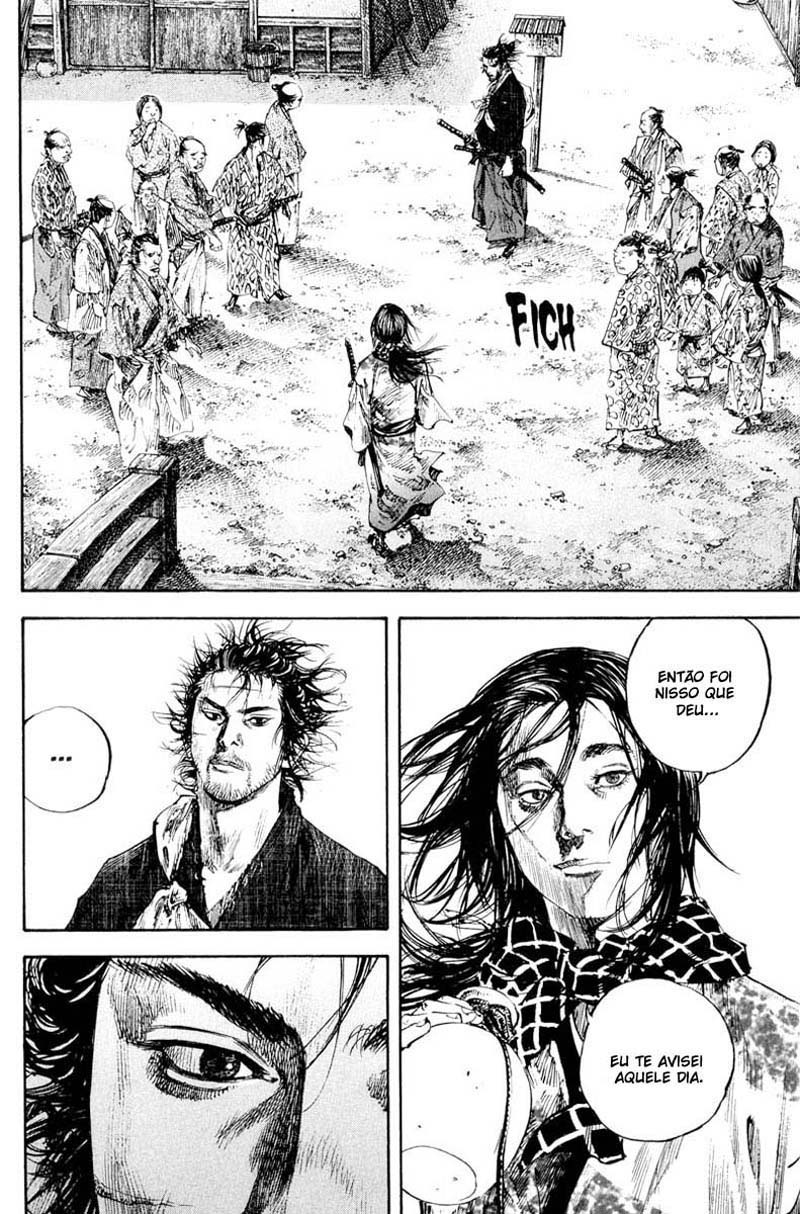 FICH
ENTÃO FOI
NISSO QUE
DEU...
EU TE AVISEI
AQUELE DIA.
...